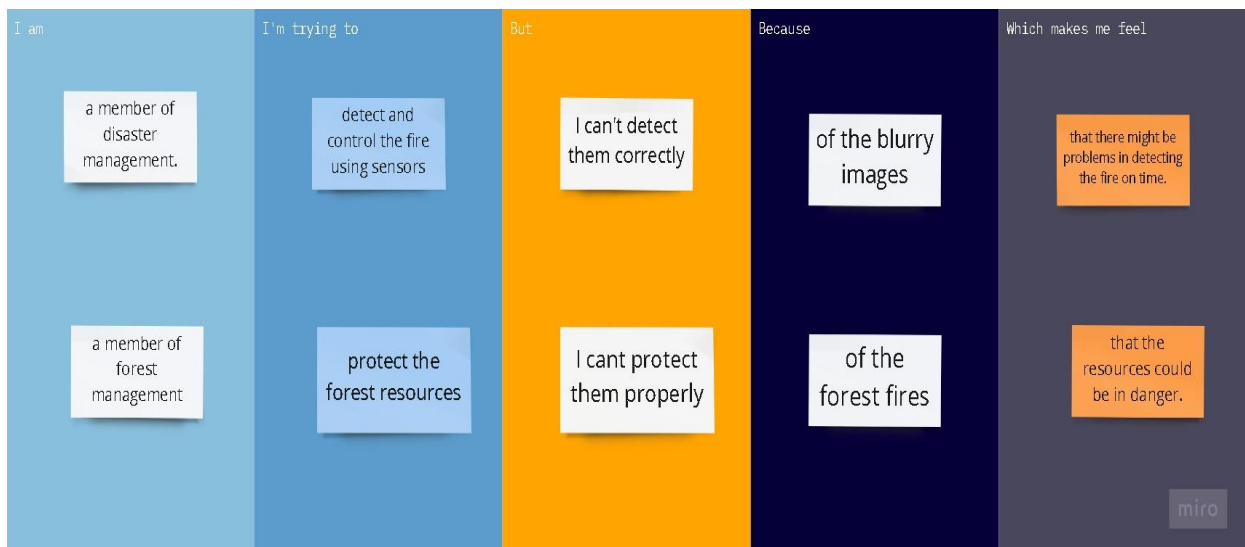 I am
I'm trying to
But
Because
Which makes me feel
a member of
disaster
management.
detect and
control the fire
using sensors
I can't detect
them correctly
of the blurry
images
that there might be
problems in detecting
the fire on time.
a member of
forest
management
protect the
forest resources
I cant protect
them properly
of the
forest fires
that the
resources could
be in danger.
miro